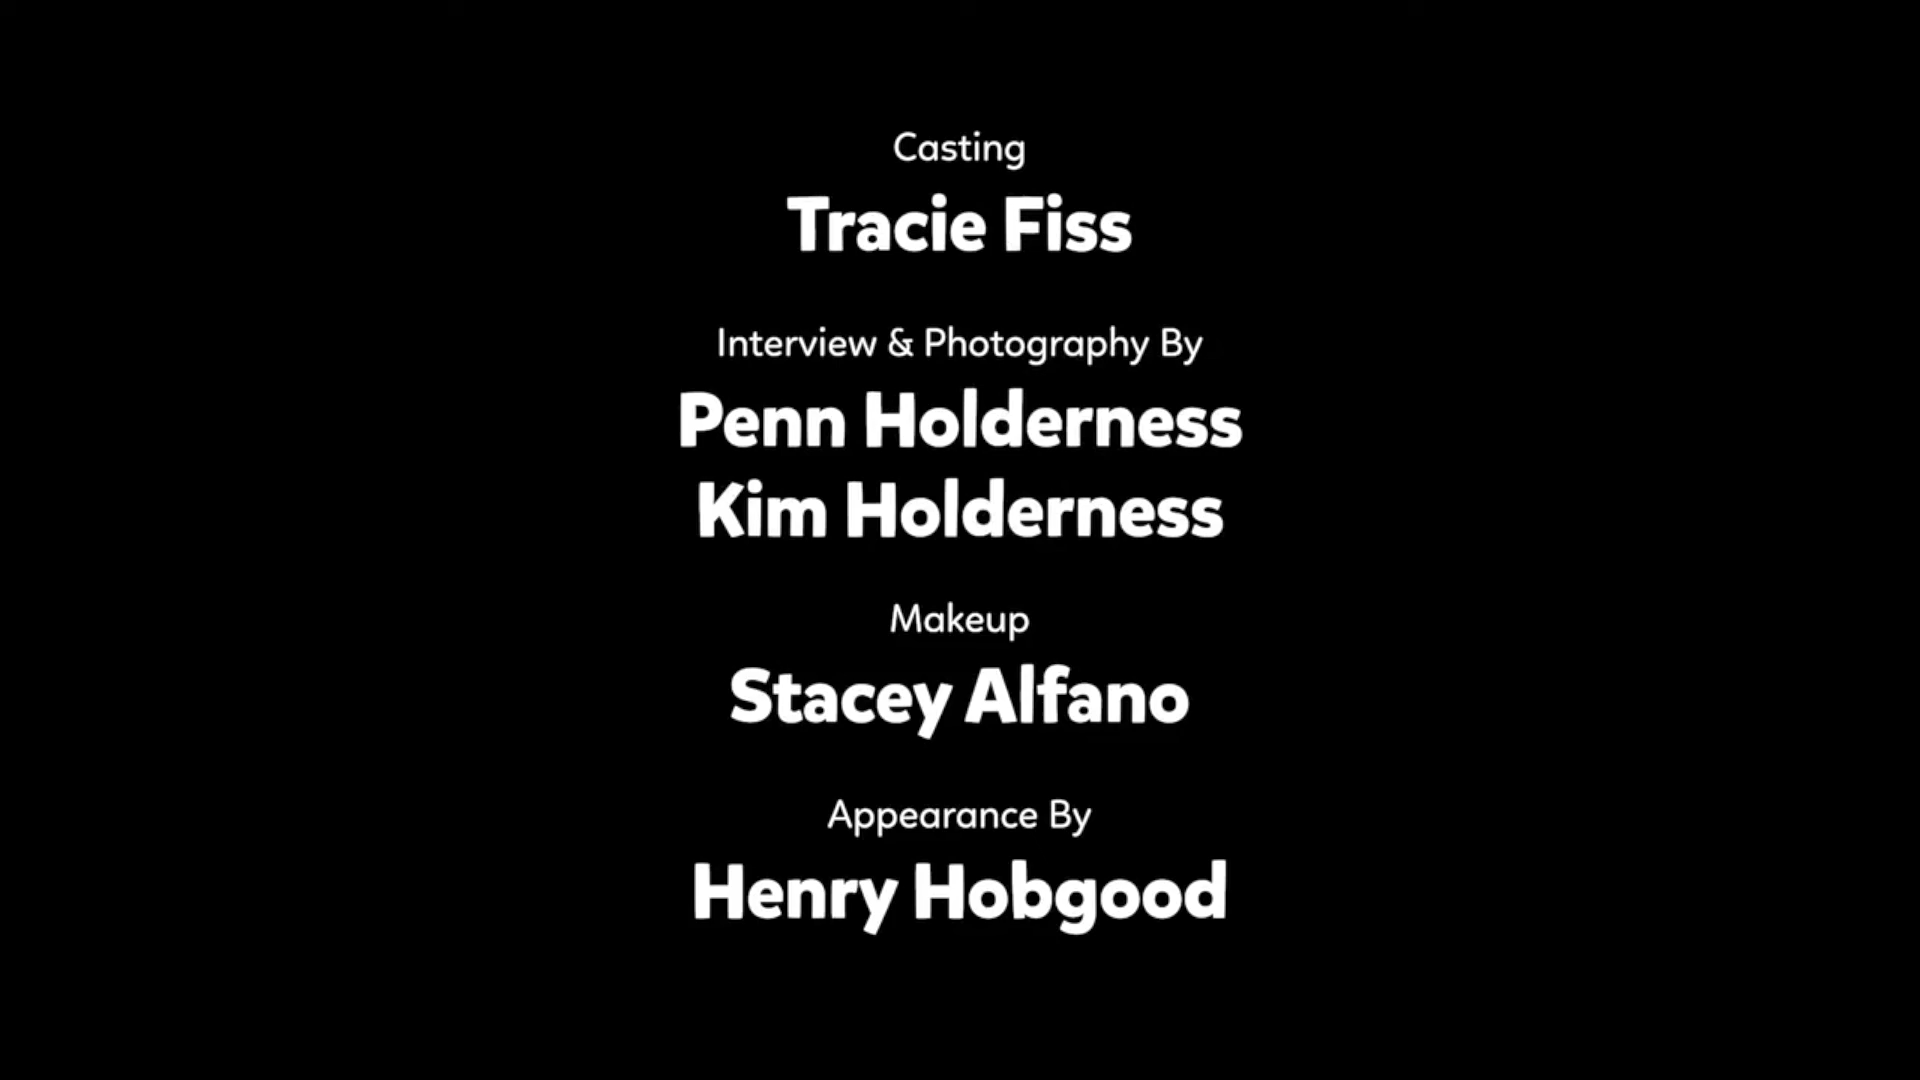 Casting
Tracie Fiss
Interview & Photography By
Penn Holderness
Kim Holderness
Makeup
Stacey Alfano
Appearance By
Henry Hobgood